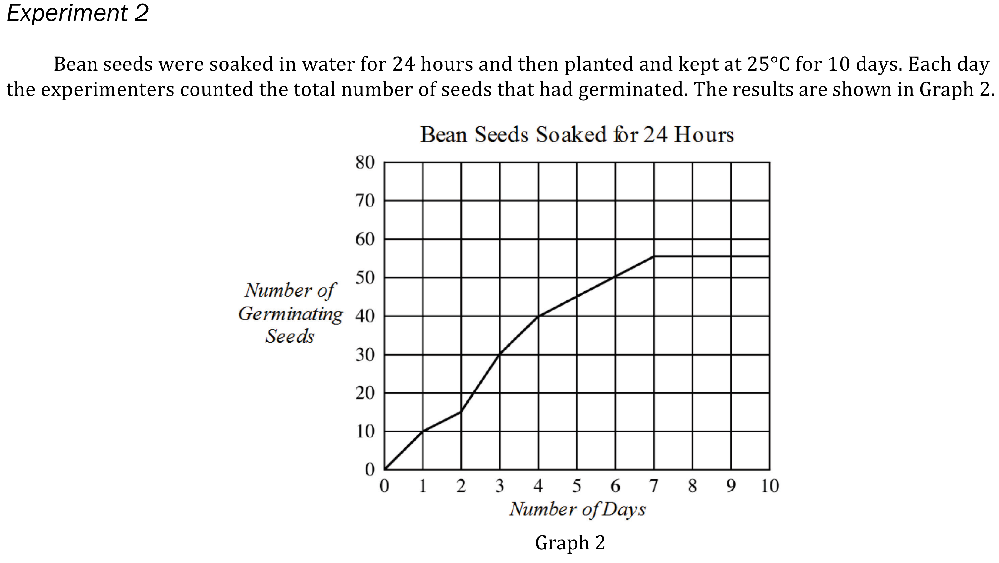 Experiment 2
Bean seeds were soaked in water for 24 hours and then planted and kept at 25°C for 10 days. Each day
the experimenters counted the total number of seeds that had germinated. The results are shown in Graph 2.
Bean Seeds Soaked for 24 Hours
80
70
60
50
40
30
20
10
0
Number of
Germinating
Seeds
0 1 2 3 4 5 6 7 8 9 10
Number of Days
Graph 2